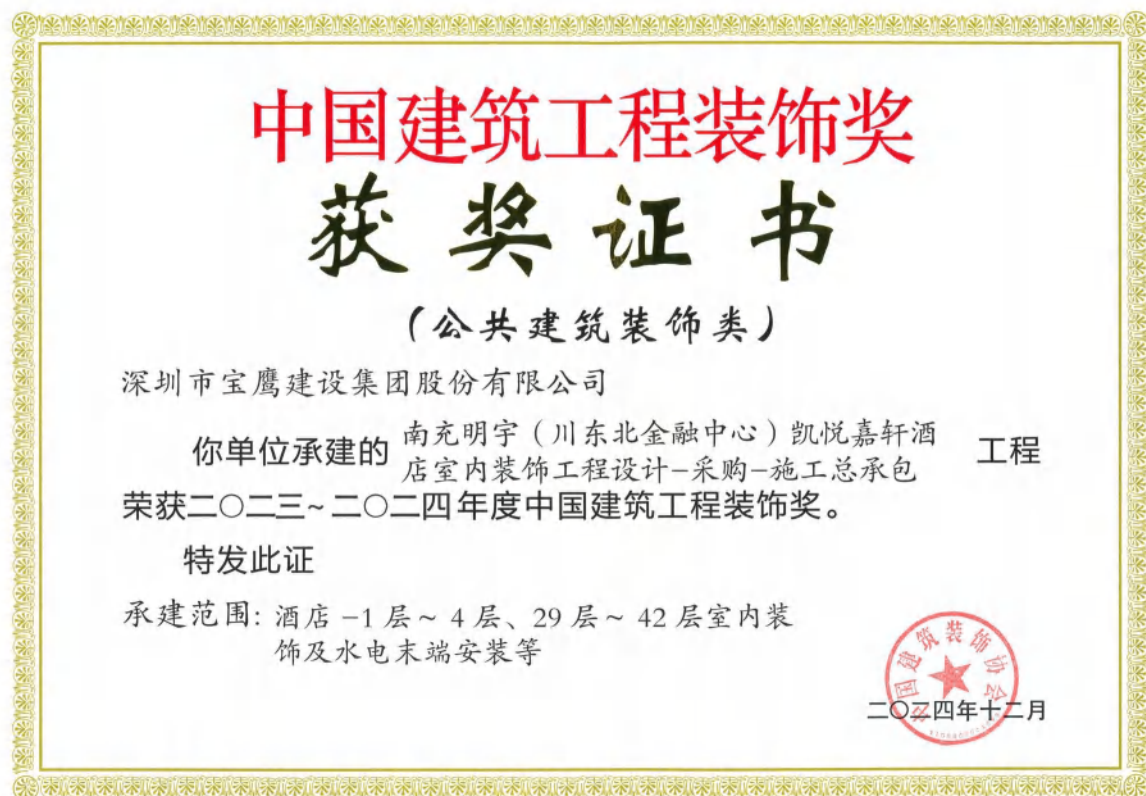 中国建筑工程装饰奖
获奖证书
(公共建筑装饰类)
深圳市宝鹰建设集团股份有限公司
你单位承建的 南充明宇（川东北金融中心）凯悦嘉轩酒
店室内装饰工程设计-采购-施工总承包 工程
荣获二〇二三~二〇二四年度中国建筑工程装饰奖。
特发此证
承建范围: 酒店 -1 层 ~ 4 层、29 层 ~ 42 层室内装
饰及水电末端安装等
中国建筑装饰协会
二〇二四年十二月